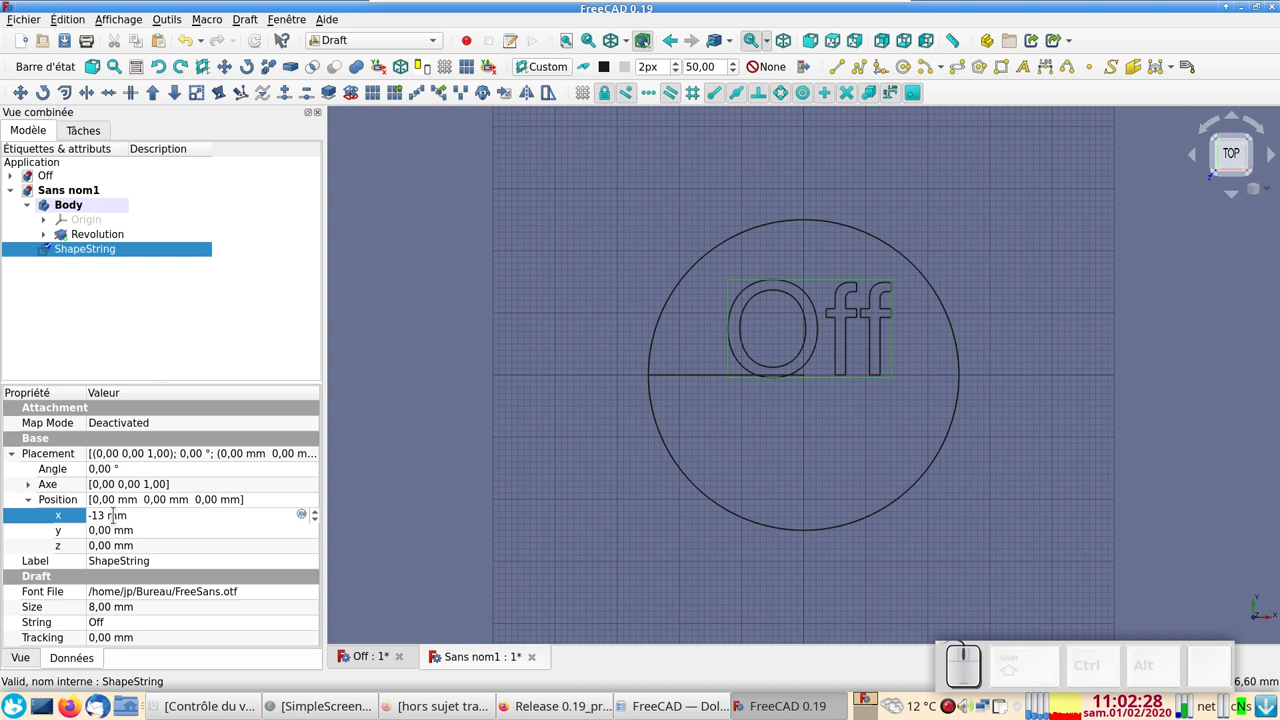 FreeCAD 0.19
Fichier Édition Affichage Outils Macro Draft Fenêtre Aide
Draft
Barre d'état Custom 2px 50,00 None
Vue combinée
Modèle Tâches
Étiquettes & attributs Description
Application
Off
Sans nom1
Body
Origin
Revolution
ShapeString
TOP
Off
Propriété Valeur
Attachment
Map Mode Deactivated
Base
Placement [(0,00 0,00 1,00); 0,00 °; (0,00 mm 0,00 m...
Angle 0,00 °
Axe [0,00 0,00 1,00]
Position [0,00 mm 0,00 mm 0,00 mm]
x -13 mm
y 0,00 mm
z 0,00 mm
Label ShapeString
Draft
Font File /home/jp/Bureau/FreeSans.otf
Size 8,00 mm
String Off
Tracking 0,00 mm
Vue Données
Off : 1* Sans nom1 : 1*
Shift Ctrl Alt
Valid, nom interne : ShapeString 6,60 mm
[Contrôle du v... [SimpleScreen... [hors sujet tra... Release 0.19_pr... FreeCAD — Dol... FreeCAD 0.19 12 °C 11:02:28 net cNs
sam.01/02/2020